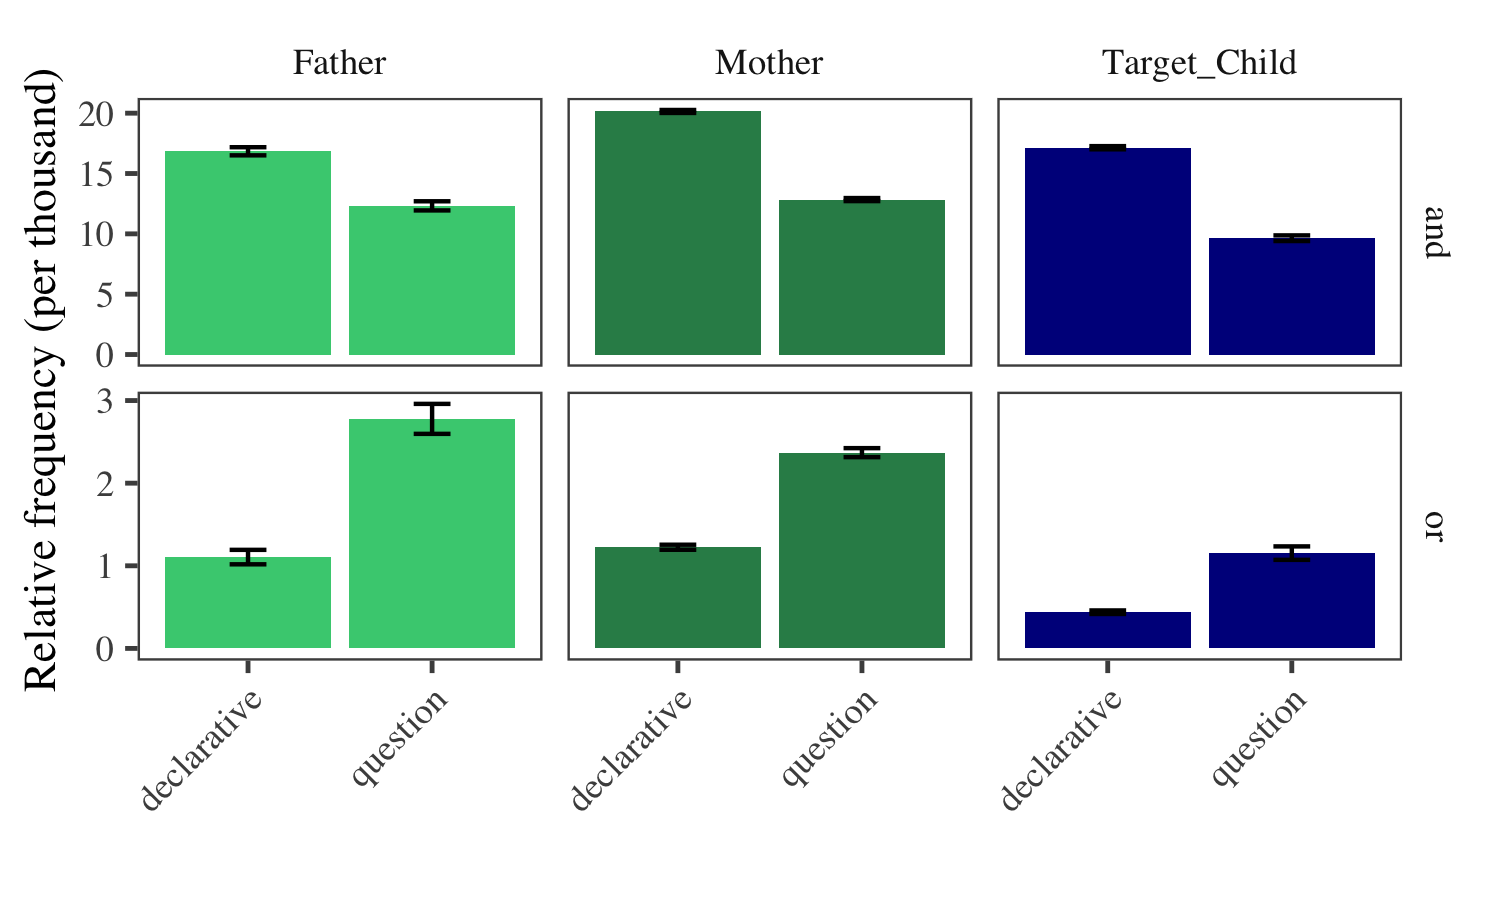 Father Mother Target_Child
Relative frequency (per thousand)
20
15
10
5
0
and
3
2
1
0
or
declarative question declarative question declarative question